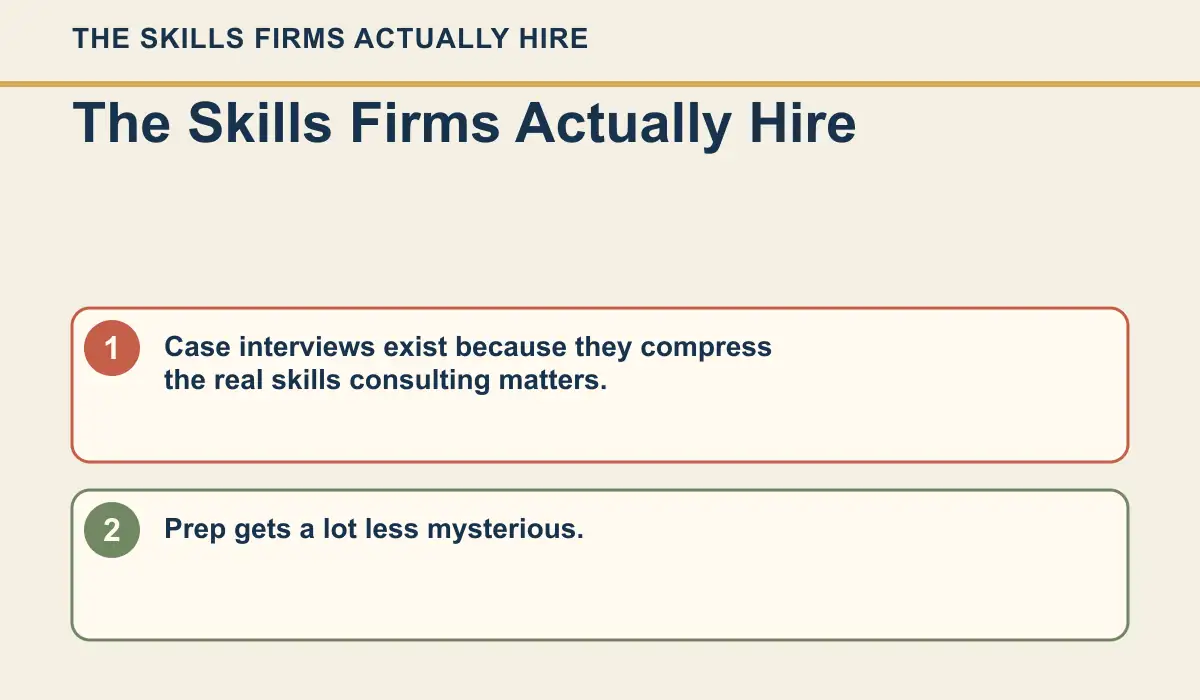 THE SKILLS FIRMS ACTUALLY HIRE
The Skills Firms Actually Hire
1
Case interviews exist because they compress
the real skills consulting matters.
2
Prep gets a lot less mysterious.